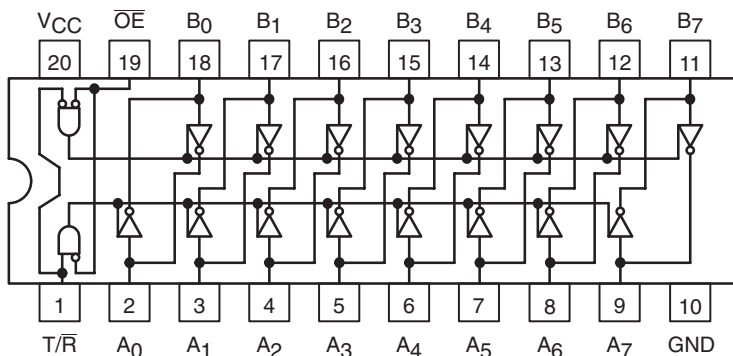 VCC O̅E̅ B0 B1 B2 B3 B4 B5 B6 B7
20 19 18 17 16 15 14 13 12 11
1 2 3 4 5 6 7 8 9 10
T/R̅ A0 A1 A2 A3 A4 A5 A6 A7 GND